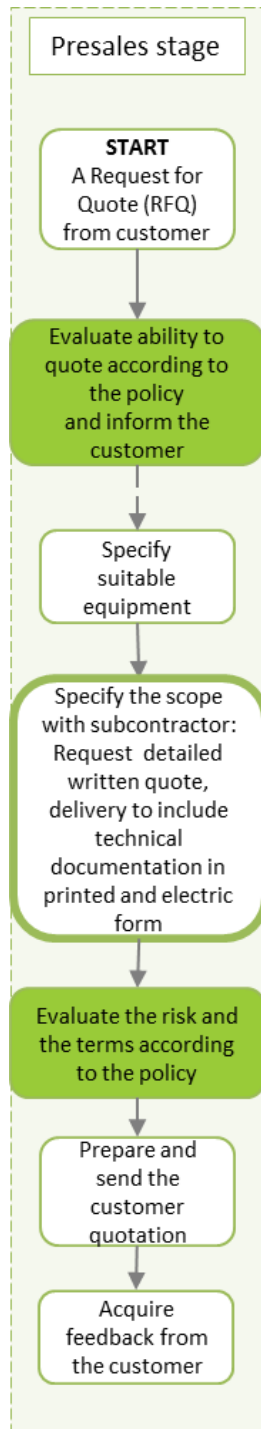 Presales stage
START
A Request for
Quote (RFQ)
from customer
Evaluate ability to
quote according to
the policy
and inform the
customer
Specify
suitable
equipment
Specify the scope
with subcontractor:
Request detailed
written quote,
delivery to include
technical
documentation in
printed and electric
form
Evaluate the risk and
the terms according
to the policy
Prepare and
send the
customer
quotation
Acquire
feedback from
the customer